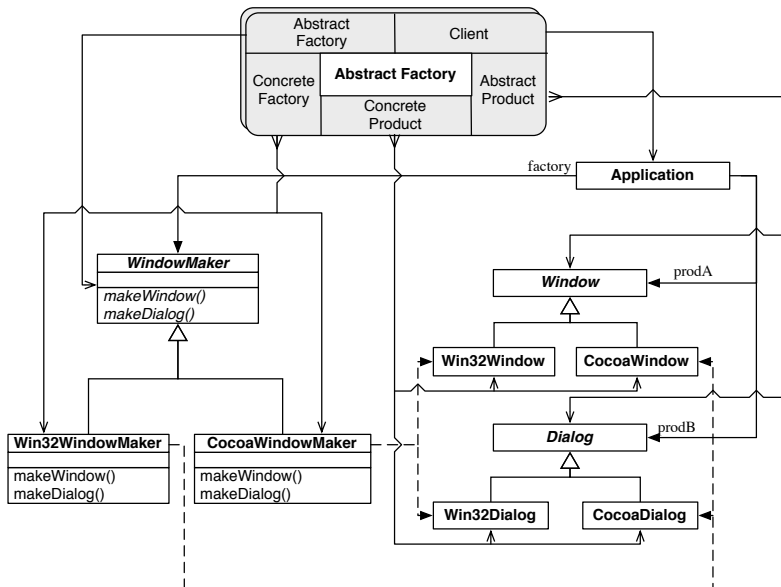 Abstract
Factory
Client
Concrete
Factory
Abstract Factory
Abstract
Product
Concrete
Product
factory
Application
WindowMaker
makeWindow()
makeDialog()
Window
prodA
Win32Window
CocoaWindow
Dialog
prodB
Win32WindowMaker
makeWindow()
makeDialog()
CocoaWindowMaker
makeWindow()
makeDialog()
Win32Dialog
CocoaDialog